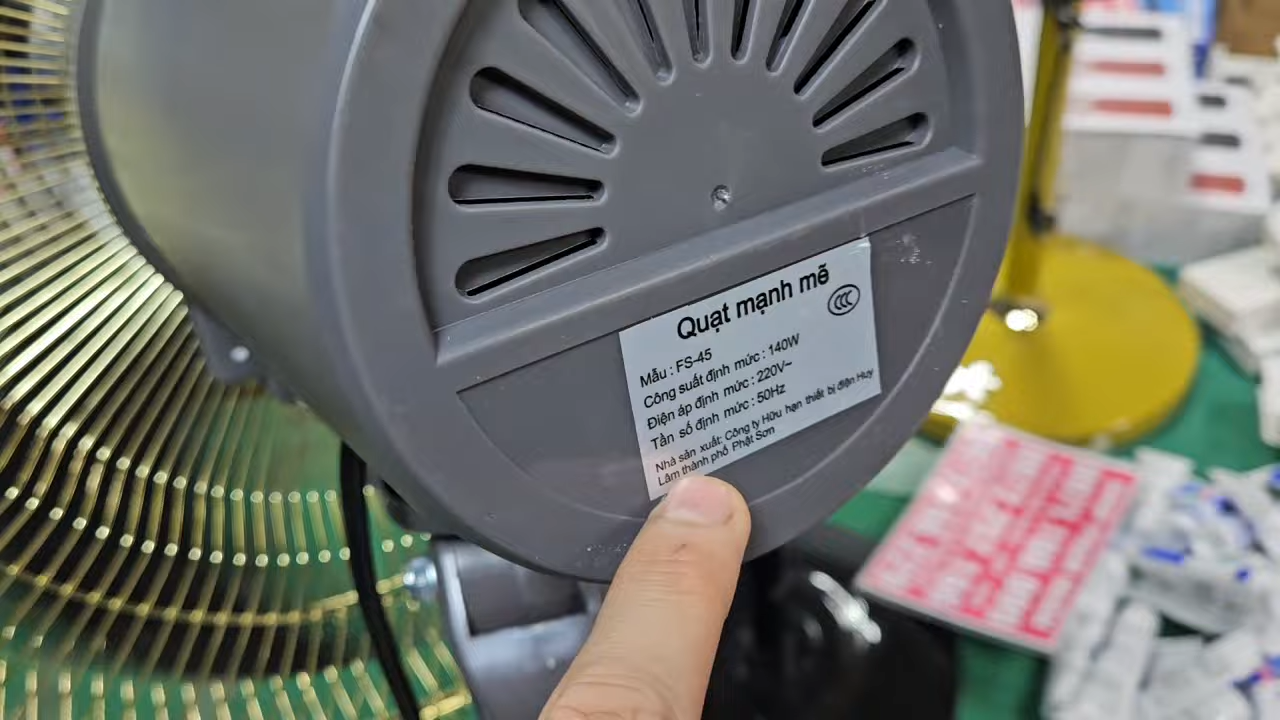 Quạt mạnh mẽ
CCC
Mẫu : FS-45
Công suất định mức : 140W
Điện áp định mức : 220V~
Tần số định mức : 50Hz
Nhà sản xuất: Công ty Hữu hạn thiết bị điện Huy
Lâm thành phố Phật Sơn